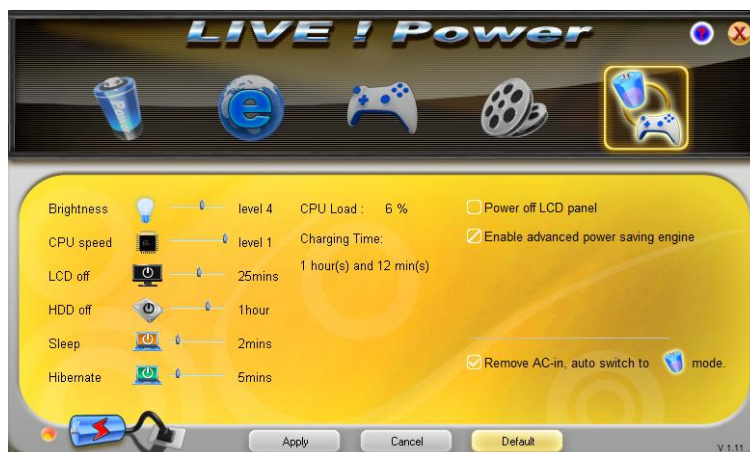 LIVE ! Power
Brightness level 4 CPU Load : 6 % Power off LCD panel
CPU speed level 1 Charging Time: Enable advanced power saving engine
LCD off 25mins 1 hour(s) and 12 min(s)
HDD off 1hour
Sleep 2mins
Remove AC-in, auto switch to mode.
Hibernate 5mins
Apply Cancel Default
V 1.11